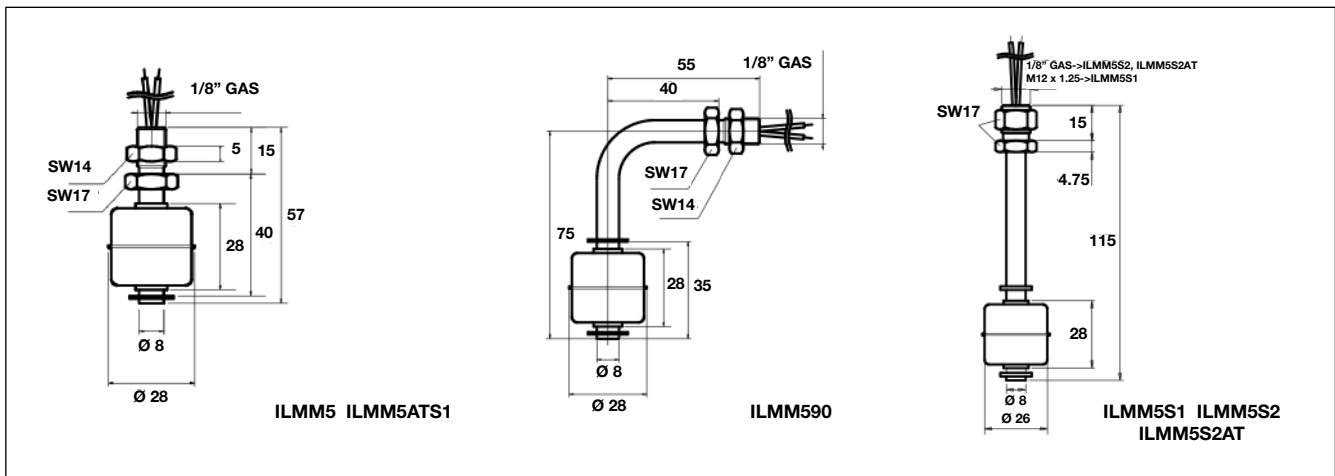 1/8” GAS
5
15
SW14
SW17
28
40
57
Ø 8
Ø 28
ILMM5 ILMM5ATS1
55
1/8” GAS
40
SW17
SW14
75
28
35
Ø 8
Ø 28
ILMM590
1/8” GAS->ILMM5S2, ILMM5S2AT
M12 x 1.25->ILMM5S1
SW17
15
4.75
115
28
Ø 8
Ø 26
ILMM5S1 ILMM5S2
ILMM5S2AT